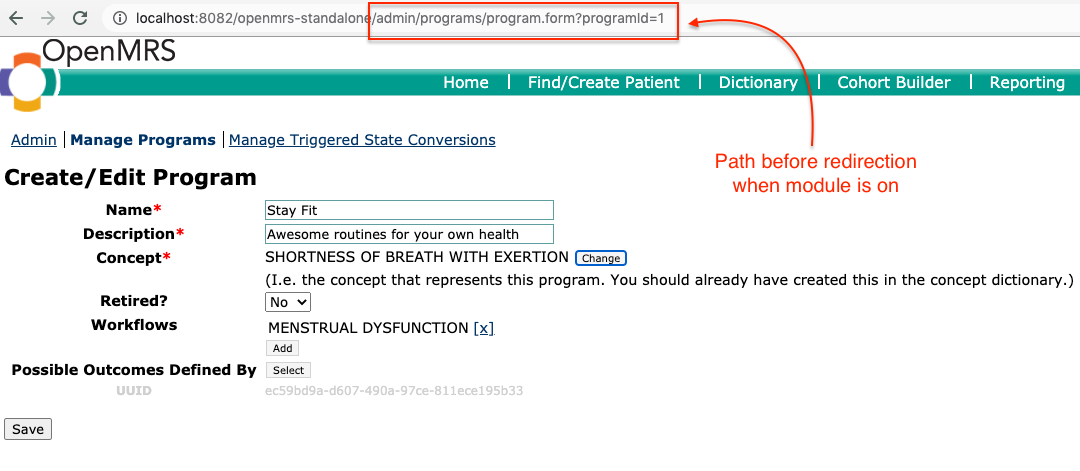 localhost:8082/openmrs-standalone/admin/programs/program.form?programId=1
OpenMRS
Home | Find/Create Patient | Dictionary | Cohort Builder | Reporting
Admin | Manage Programs | Manage Triggered State Conversions
Path before redirection
when module is on
Create/Edit Program
Name* Stay Fit
Description* Awesome routines for your own health
Concept* SHORTNESS OF BREATH WITH EXERTION Change
(I.e. the concept that represents this program. You should already have created this in the concept dictionary.)
Retired? No
Workflows MENSTRUAL DYSFUNCTION [x]
Add
Possible Outcomes Defined By Select
UUID ec59bd9a-d607-490a-97ce-811ece195b33
Save